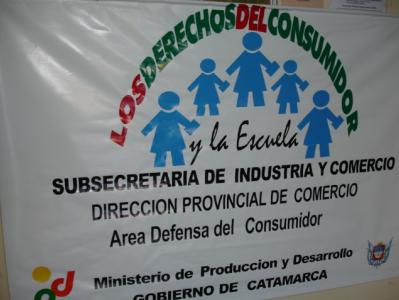 LOS DERECHOS DEL CONSUMIDOR
y la Escuela
SUBSECRETARIA DE INDUSTRIA Y COMERCIO
DIRECCION PROVINCIAL DE COMERCIO
Area Defensa del Consumidor
Ministerio de Produccion y Desarrollo
GOBIERNO DE CATAMARCA